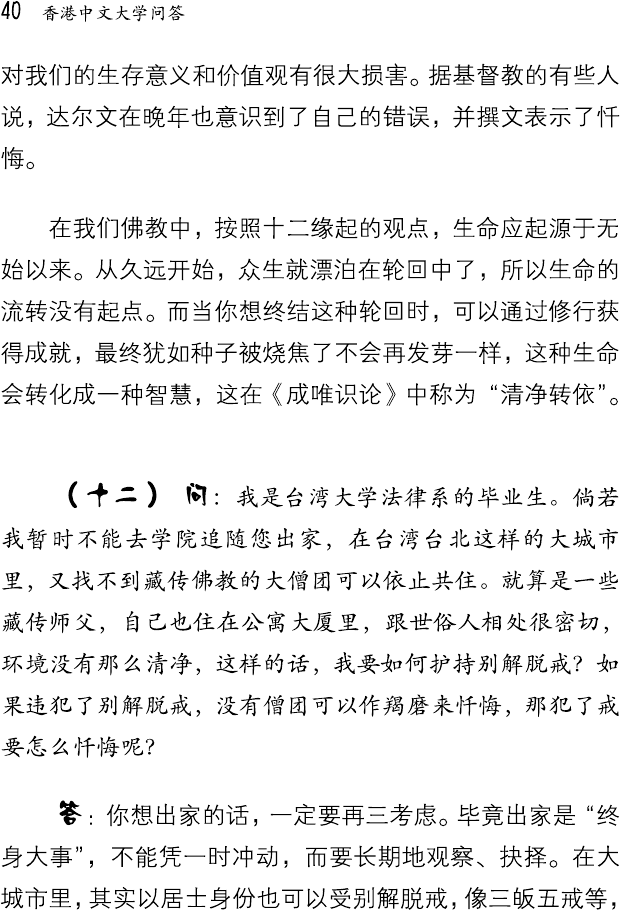 40 香港中文大学问答
对我们的生存意义和价值观有很大损害。据基督教的有些人
说，达尔文在晚年也意识到了自己的错误，并撰文表示了忏
悔。
在我们佛教中，按照十二缘起的观点，生命应起源于无
始以来。从久远开始，众生就漂泊在轮回中了，所以生命的
流转没有起点。而当你想终结这种轮回时，可以通过修行获
得成就，最终犹如种子被烧焦了不会再发芽一样，这种生命
会转化成一种智慧，这在《成唯识论》中称为“清净转依”。
（十二） 问：我是台湾大学法律系的毕业生。倘若
我暂时不能去学院追随您出家，在台湾台北这样的大城市
里，又找不到藏传佛教的大僧团可以依止共住。就算是一些
藏传师父，自己也住在公寓大厦里，跟世俗人相处很密切，
环境没有那么清净，这样的话，我要如何护持别解脱戒？如
果违犯了别解脱戒，没有僧团可以作羯磨来忏悔，那犯了戒
要怎么忏悔呢？
答：你想出家的话，一定要再三考虑。毕竟出家是“终
身大事”，不能凭一时冲动，而要长期地观察、抉择。在大
城市里，其实以居士身份也可以受别解脱戒，像三皈五戒等，